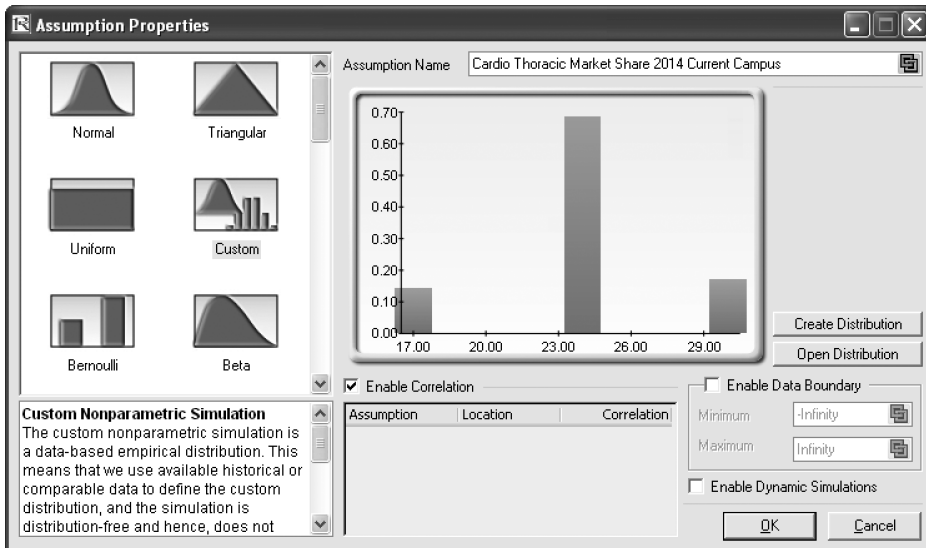 Assumption Properties
Normal
Triangular
Uniform
Custom
Bernoulli
Beta
Custom Nonparametric Simulation
The custom nonparametric simulation is
a data-based empirical distribution. This
means that we use available historical or
comparable data to define the custom
distribution, and the simulation is
distribution-free and hence, does not
Assumption Name
Cardio Thoracic Market Share 2014 Current Campus
0.70
0.60
0.50
0.40
0.30
0.20
0.10
0.00
17.00 20.00 23.00 26.00 29.00
Create Distribution
Open Distribution
Enable Correlation
Assumption Location Correlation
Enable Data Boundary
Minimum -Infinity
Maximum Infinity
Enable Dynamic Simulations
OK Cancel